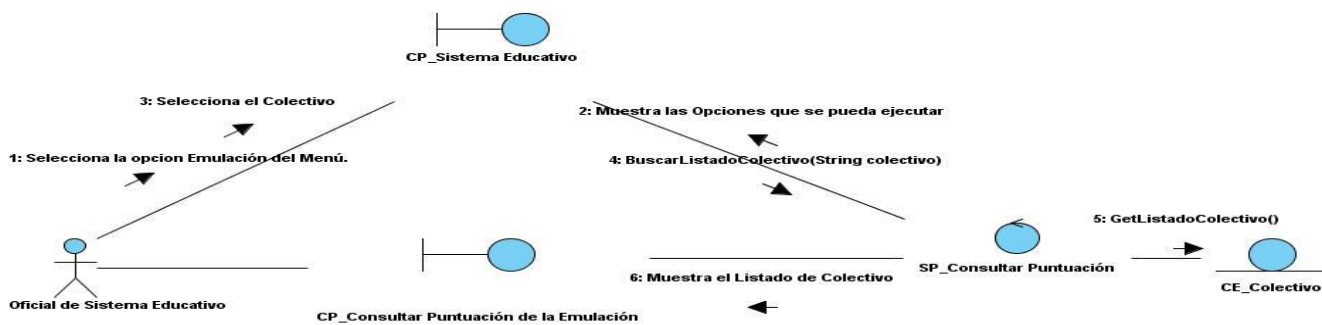 CP_Sistema Educativo
3: Selecciona el Colectivo
2: Muestra las Opciones que se pueda ejecutar
1: Selecciona la opcion Emulación del Menú.
4: BuscarListadoColectivo(String colectivo)
5: GetListadoColectivo()
6: Muestra el Listado de Colectivo
SP_Consultar Puntuación
CE_Colectivo
Oficial de Sistema Educativo
CP_Consultar Puntuación de la Emulación